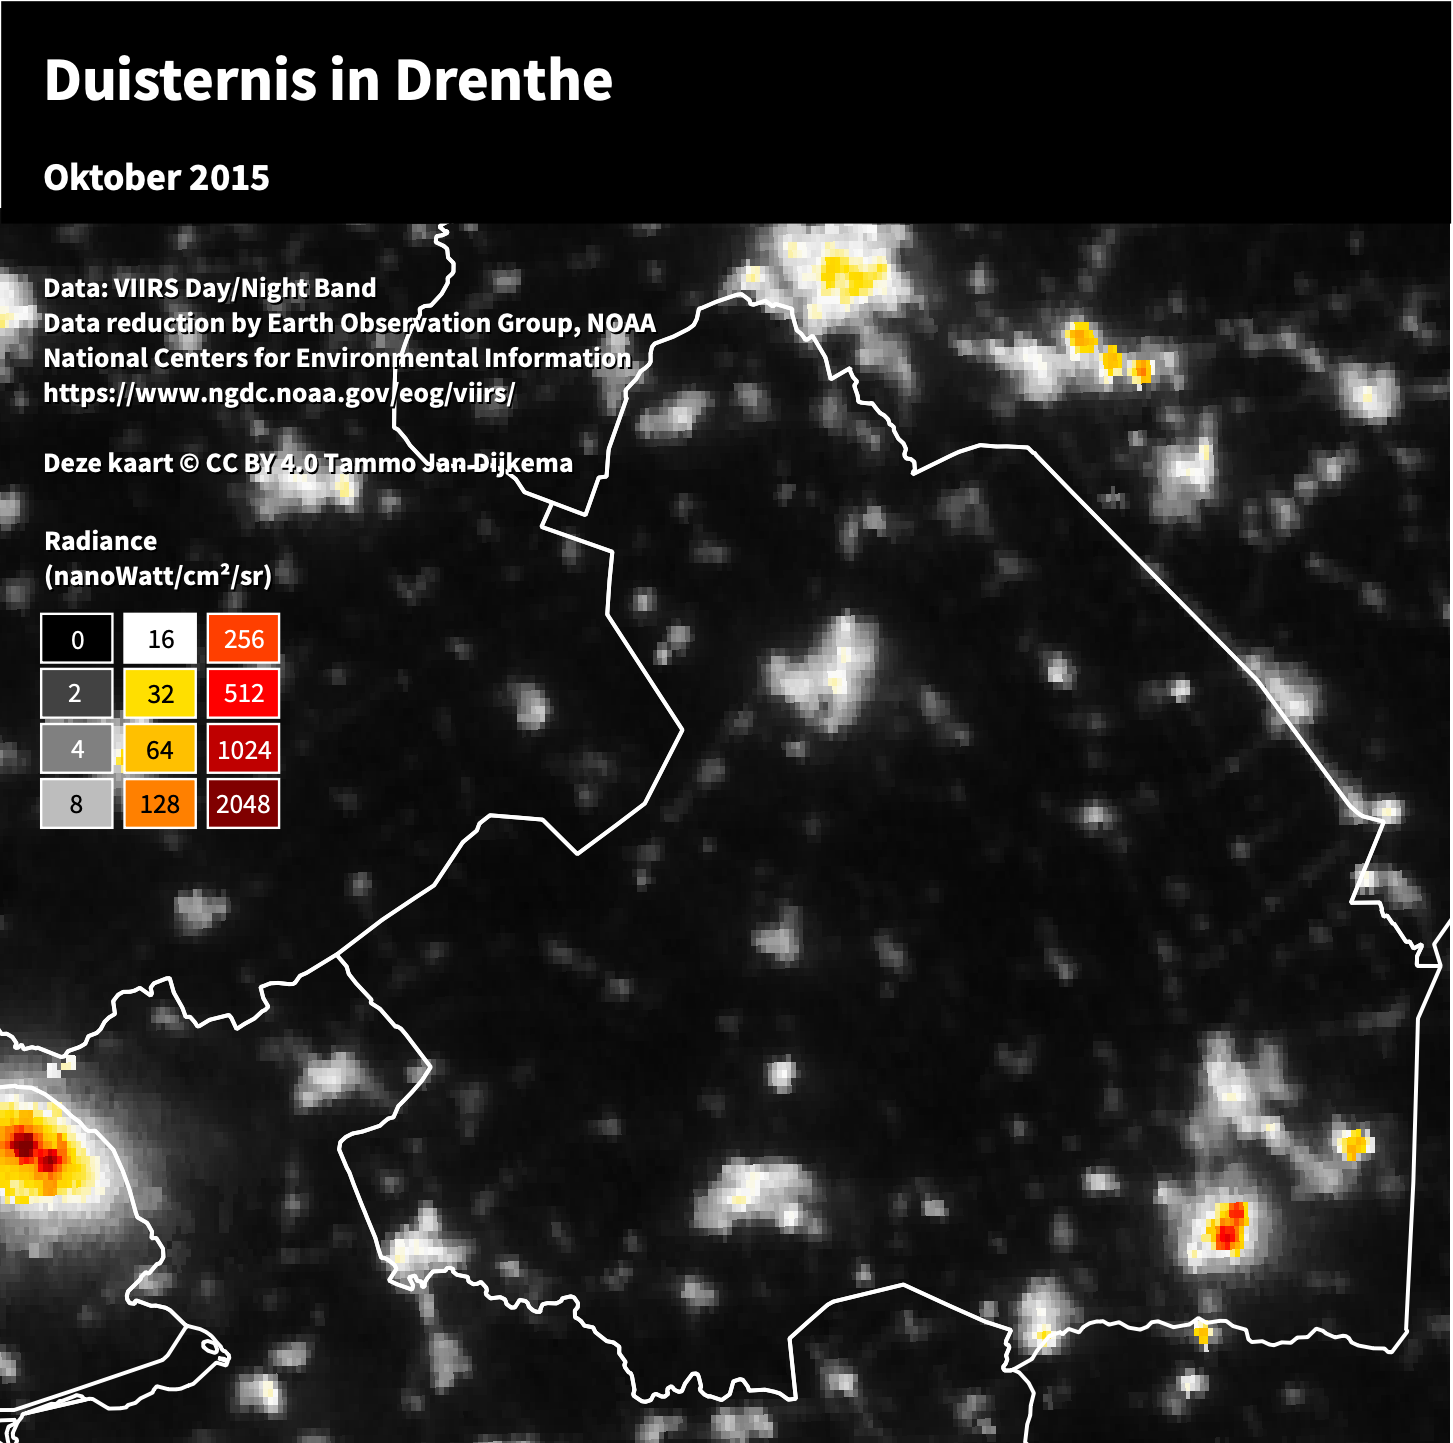 Duisternis in Drenthe
Oktober 2015
Data: VIIRS Day/Night Band
Data reduction by Earth Observation Group, NOAA
National Centers for Environmental Information
https://www.ngdc.noaa.gov/eog/viirs/
Deze kaart © CC BY 4.0 Tammo Jan Dijkema
Radiance
(nanoWatt/cm²/sr)
0 16 256
2 32 512
4 64 1024
8 128 2048